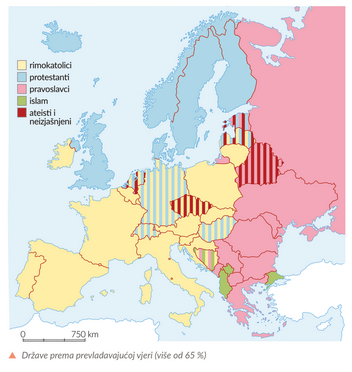 rimokatolici
protestanti
pravoslavci
islam
ateisti i
neizjašnjeni
0 750 km
Države prema prevladavajućoj vjeri (više od 65 %)